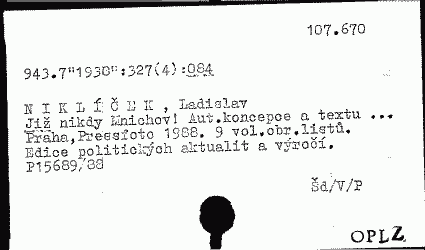 107.670
943.7"1938":327(4):084
N I K L Í Č E K , Ladislav
Již nikdy Mnichov! Aut.koncepce a textu ...
Praha,Pressfoto 1988. 9 vol.obr.listů.
Edice politických aktualit a výročí.
P15689/88
Šd/V/P
OPLZ